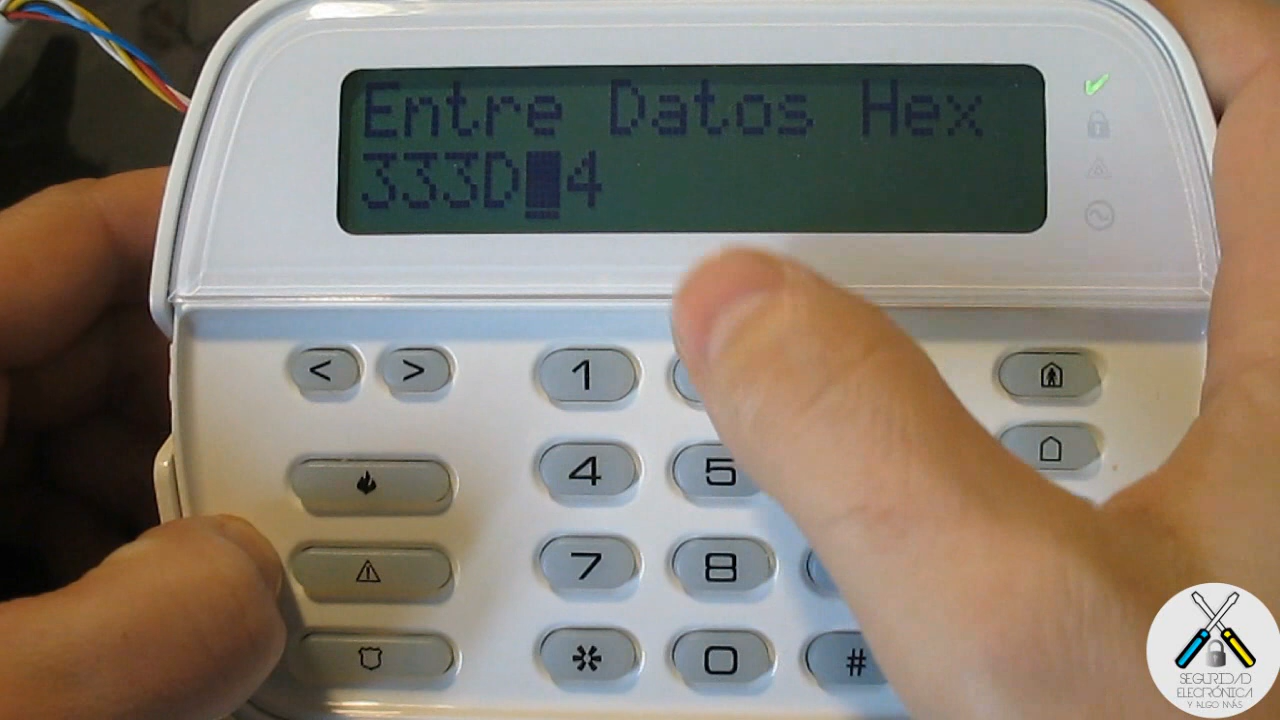 Entre Datos Hex
333D 4
< > 1
4 5
7 8
* 0 #
SEGURIDAD
ELECTRÓNICA
Y ALGO MÁS